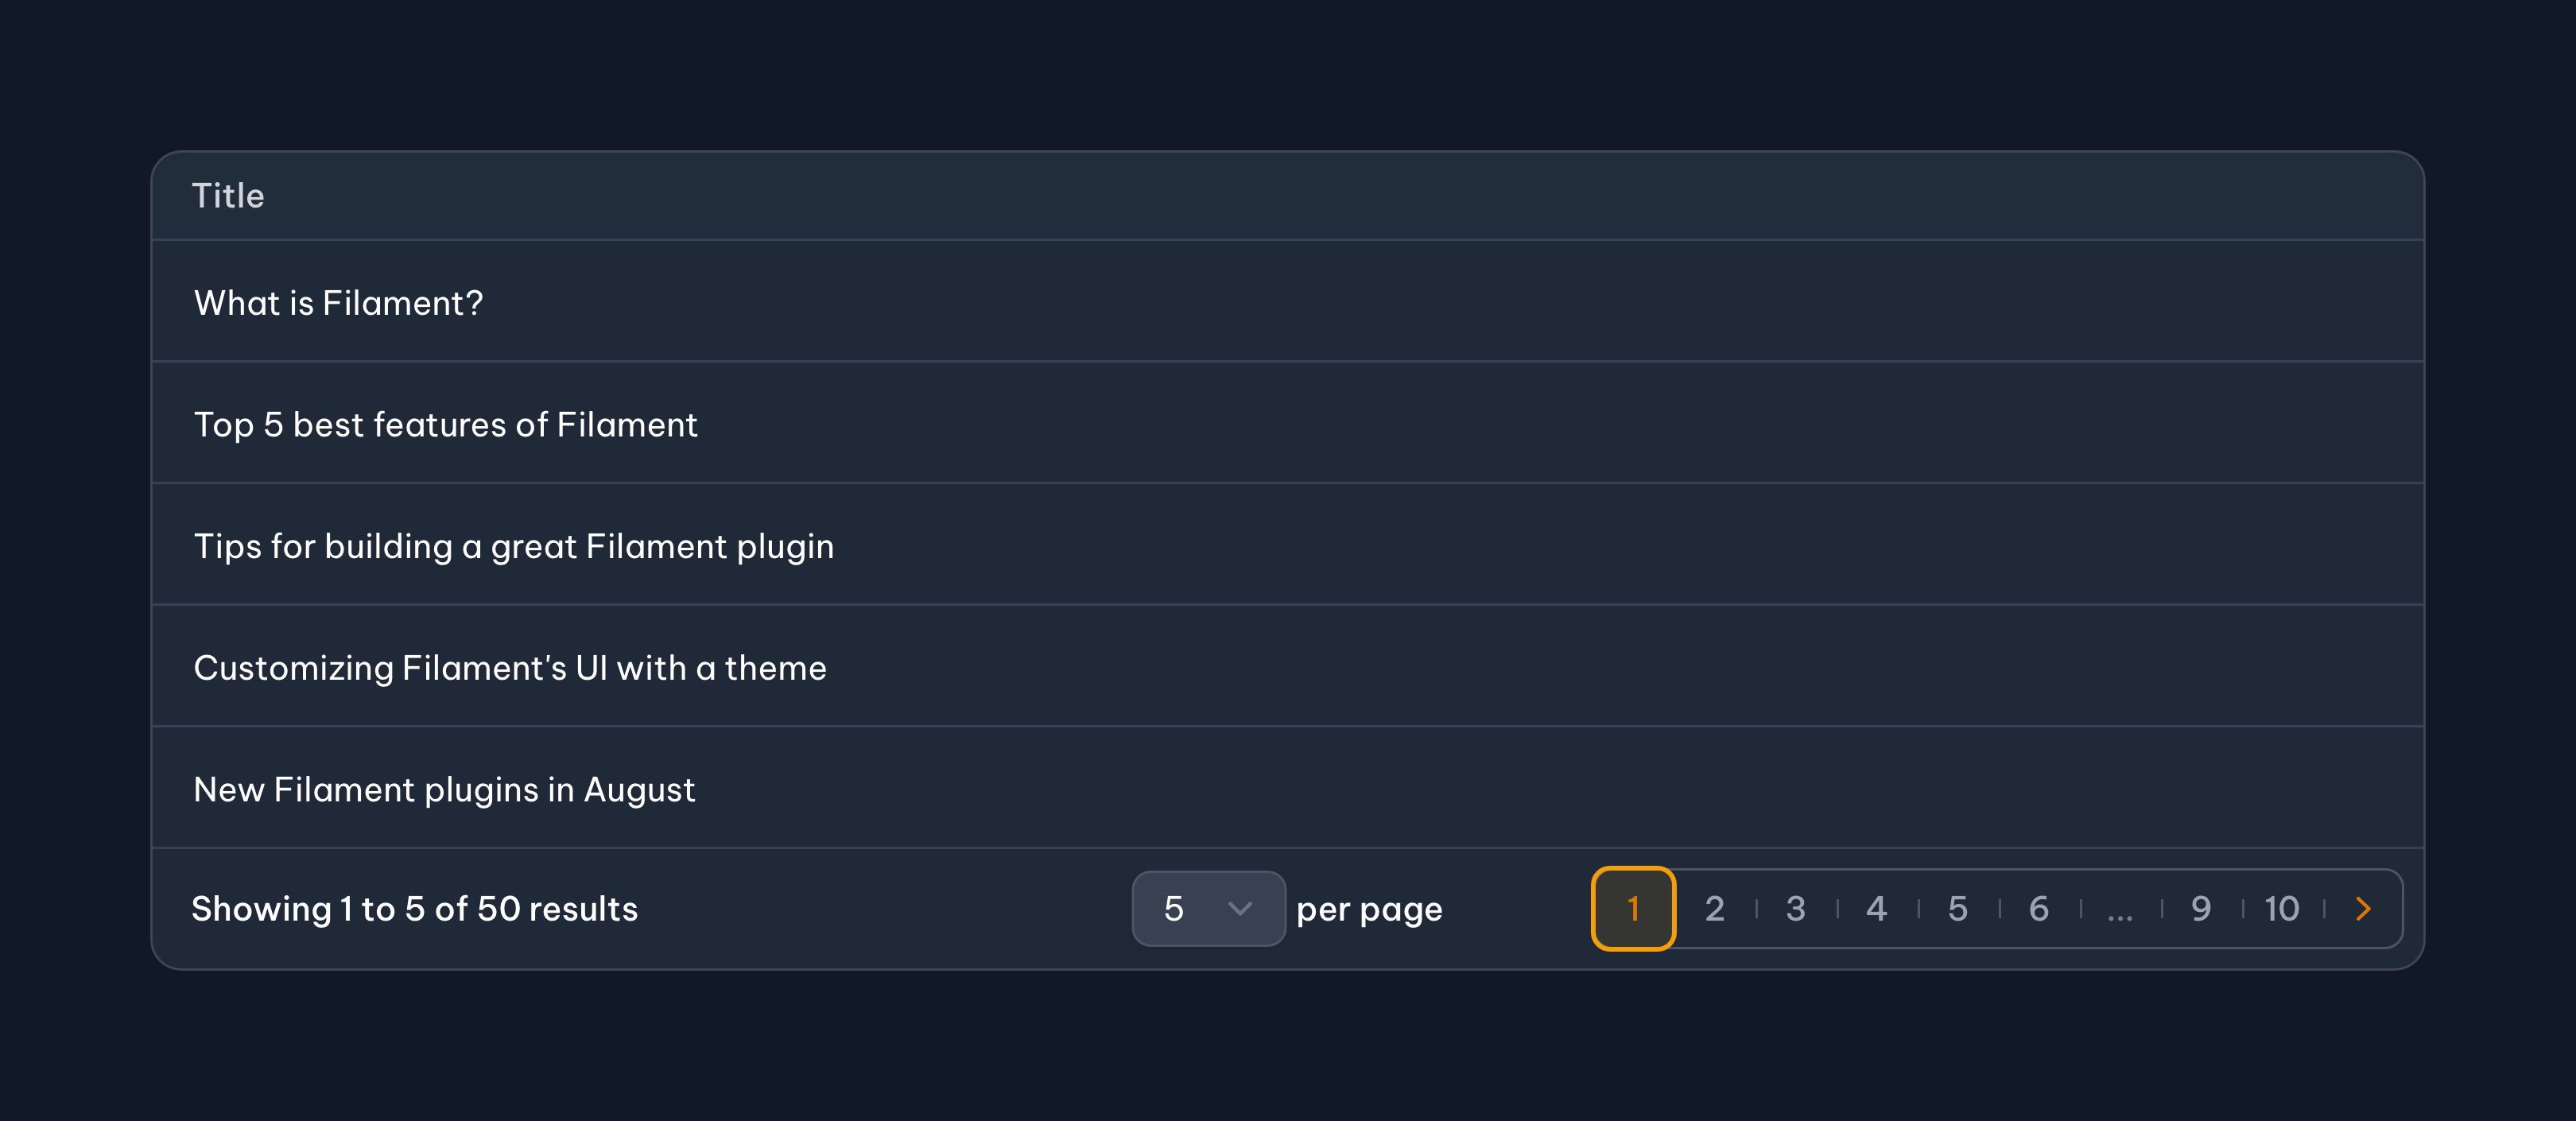 Title
What is Filament?
Top 5 best features of Filament
Tips for building a great Filament plugin
Customizing Filament's UI with a theme
New Filament plugins in August
Showing 1 to 5 of 50 results 5 per page 1 2 3 4 5 6 ... 9 10